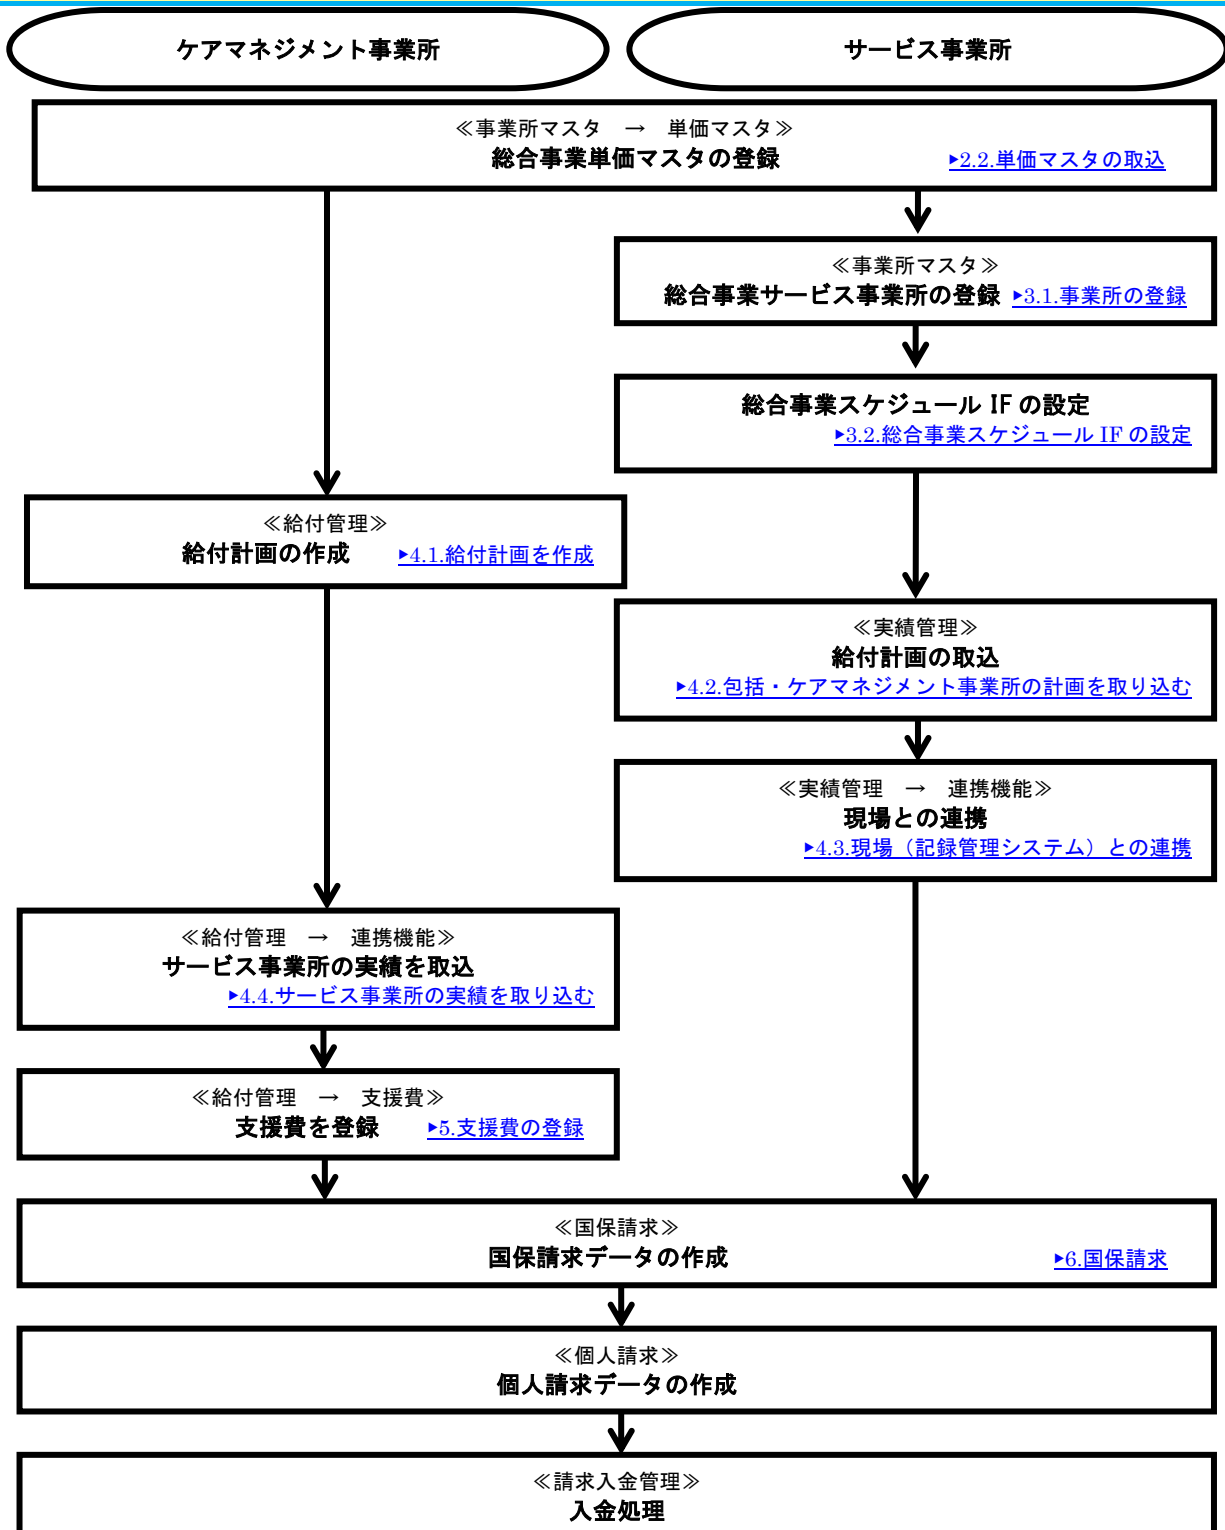 ケアマネジメント事業所
サービス事業所
≪事業所マスタ　→　単価マスタ≫
総合事業単価マスタの登録　▶2.2.単価マスタの取込
≪事業所マスタ≫
総合事業サービス事業所の登録 ▶3.1.事業所の登録
総合事業スケジュール IF の設定
▶3.2.総合事業スケジュール IF の設定
≪給付管理≫
給付計画の作成　▶4.1.給付計画を作成
≪実績管理≫
給付計画の取込
▶4.2.包括・ケアマネジメント事業所の計画を取り込む
≪実績管理　→　連携機能≫
現場との連携
▶4.3.現場（記録管理システム）との連携
≪給付管理　→　連携機能≫
サービス事業所の実績を取込
▶4.4.サービス事業所の実績を取り込む
≪給付管理　→　支援費≫
支援費を登録　▶5.支援費の登録
≪国保請求≫
国保請求データの作成　▶6.国保請求
≪個人請求≫
個人請求データの作成
≪請求入金管理≫
入金処理